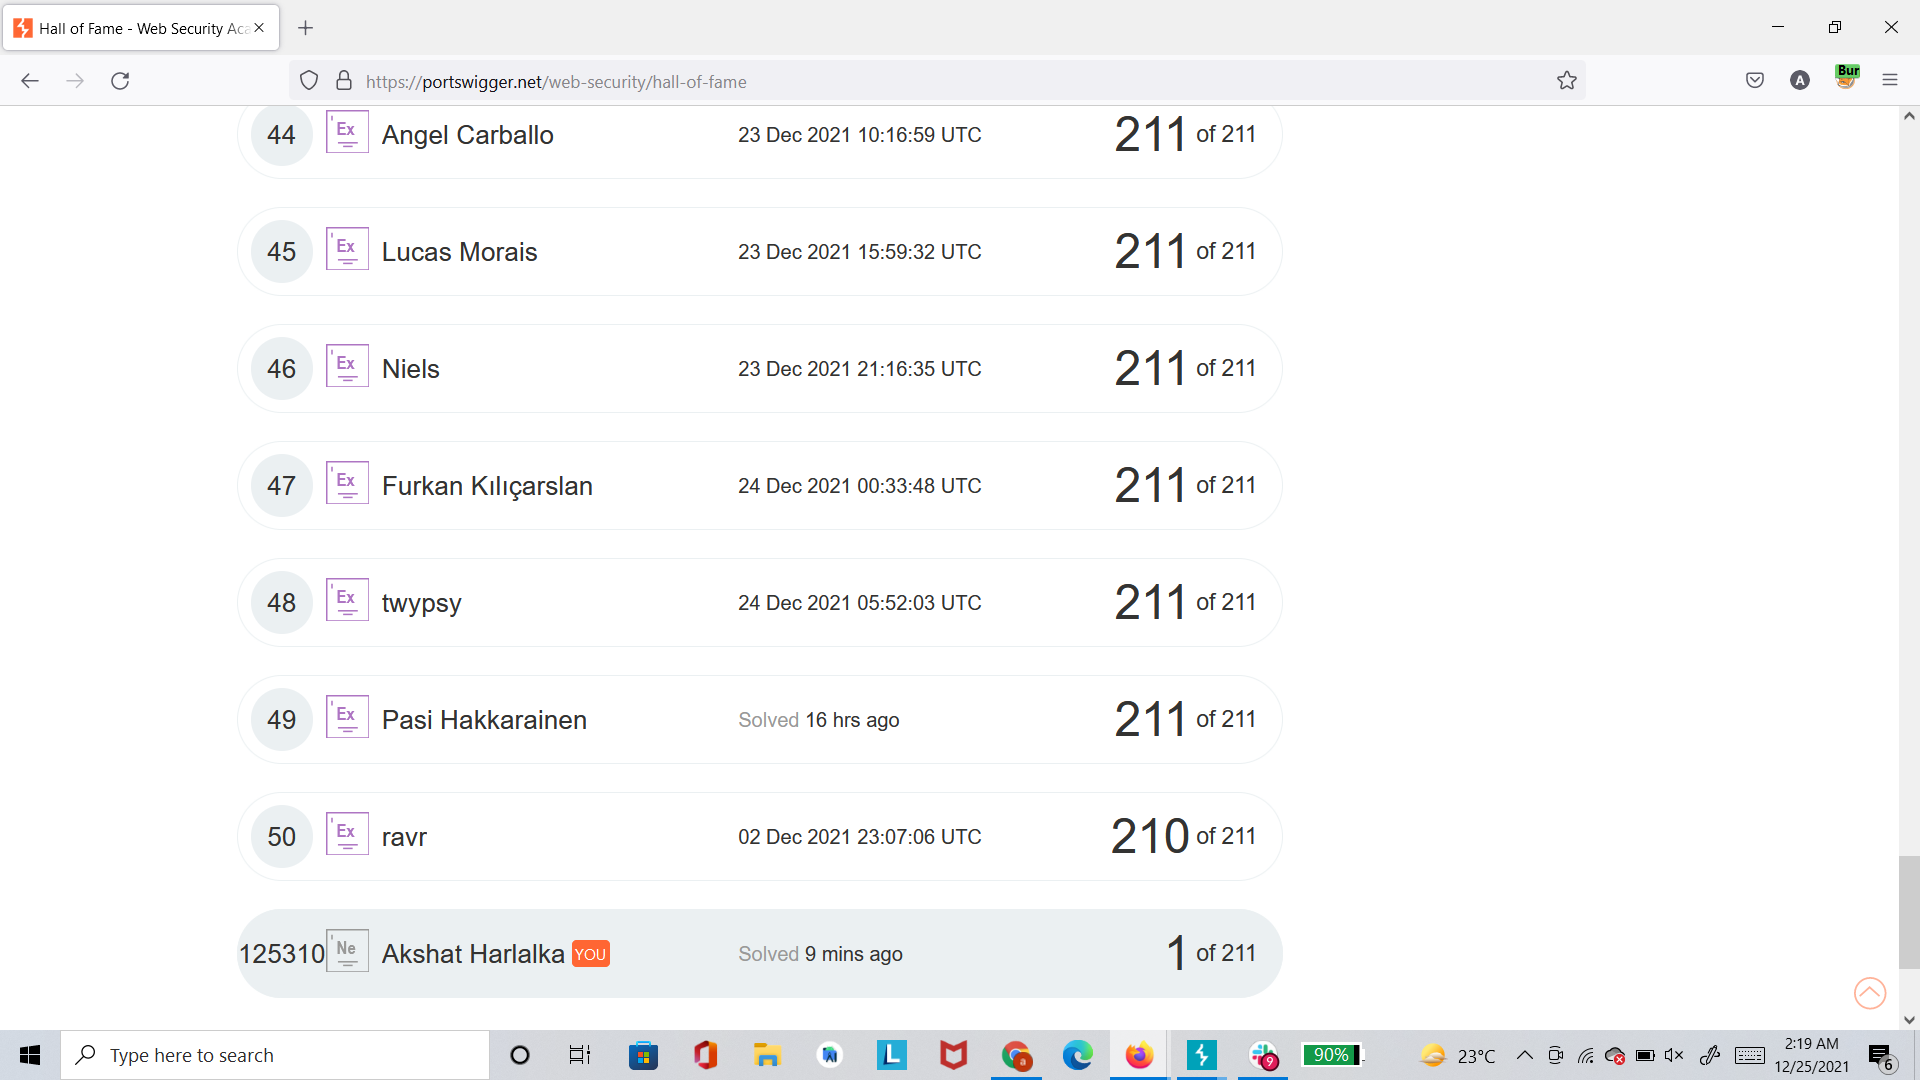 Hall of Fame - Web Security Aca
https://portswigger.net/web-security/hall-of-fame
A
Bur
44 Ex Angel Carballo 23 Dec 2021 10:16:59 UTC 211 of 211
45 Ex Lucas Morais 23 Dec 2021 15:59:32 UTC 211 of 211
46 Ex Niels 23 Dec 2021 21:16:35 UTC 211 of 211
47 Ex Furkan Kılıçarslan 24 Dec 2021 00:33:48 UTC 211 of 211
48 Ex twypsy 24 Dec 2021 05:52:03 UTC 211 of 211
49 Ex Pasi Hakkarainen Solved 16 hrs ago 211 of 211
50 Ex ravr 02 Dec 2021 23:07:06 UTC 210 of 211
125310 Ne Akshat Harlalka YOU Solved 9 mins ago 1 of 211
Type here to search
L
a
9
90%
23°C
2:19 AM
12/25/2021
6